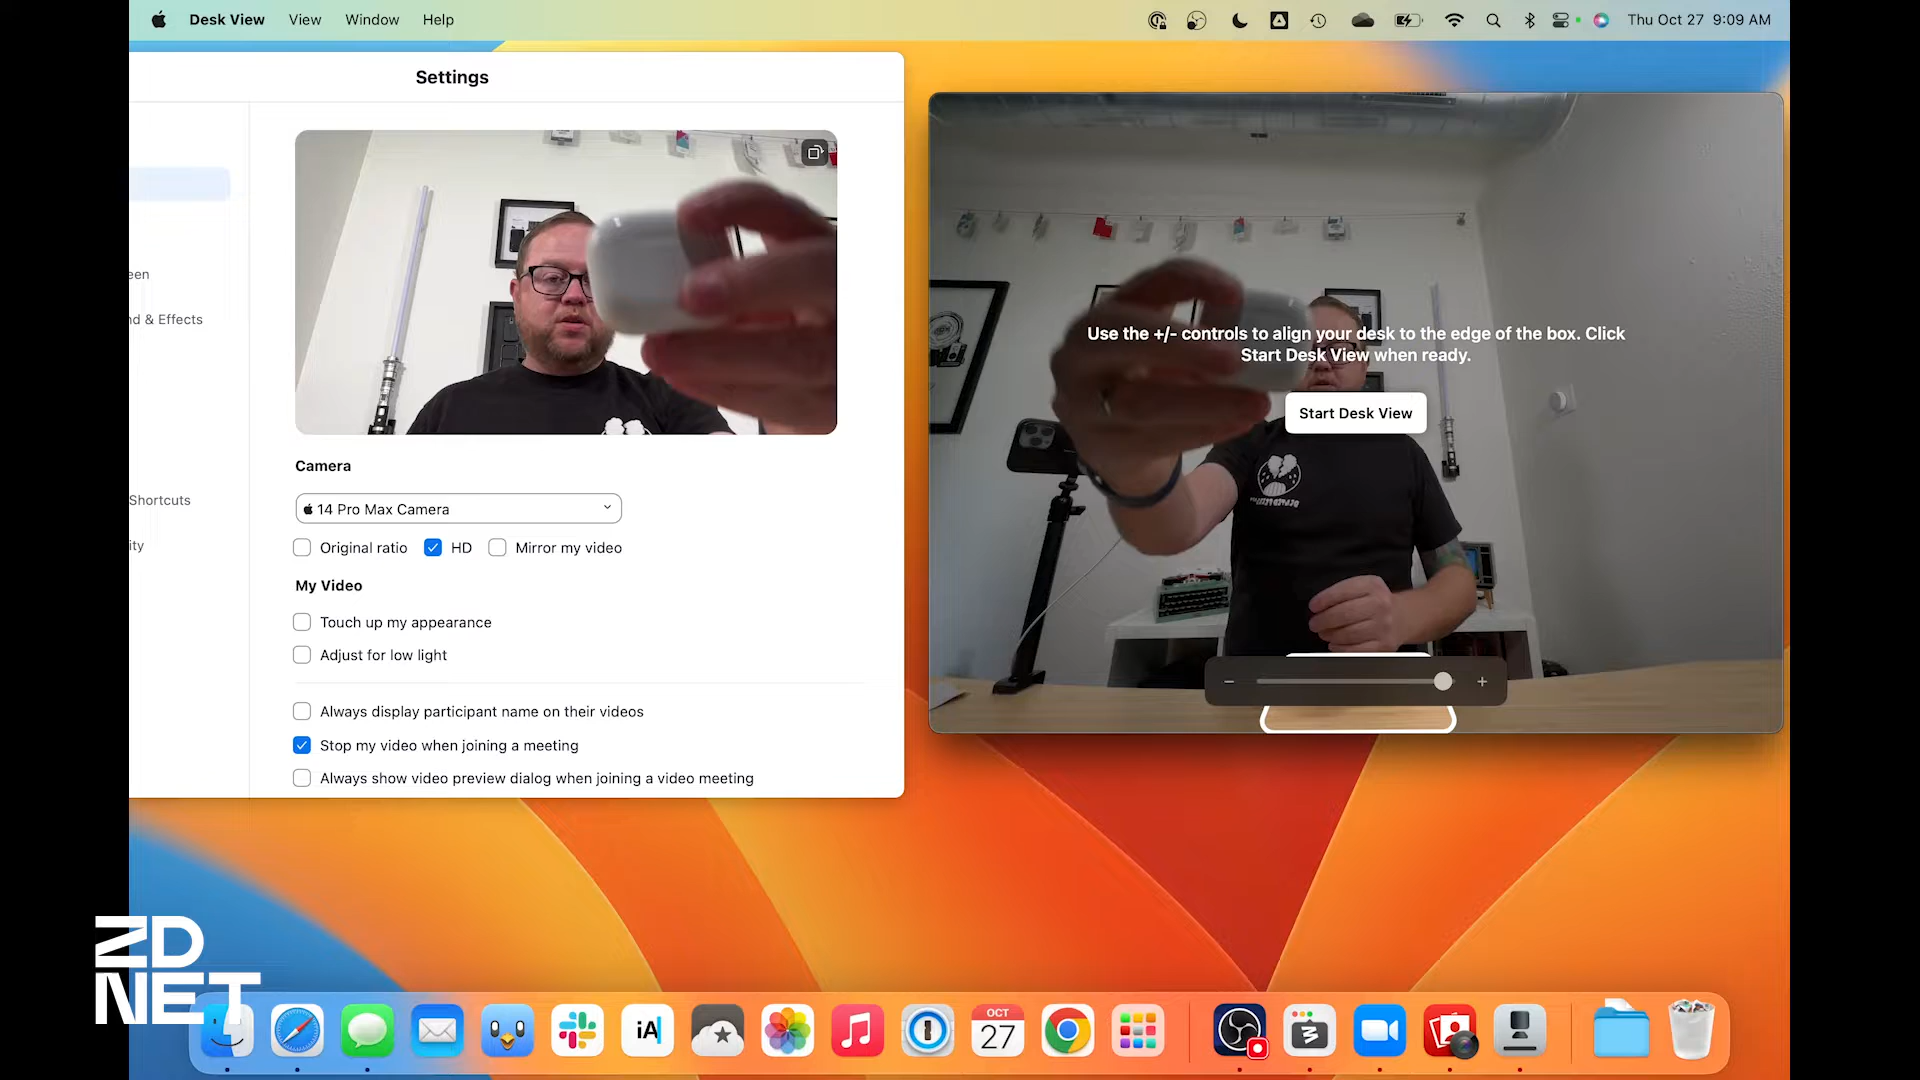 Desk View View Window Help
Thu Oct 27 9:09 AM
Settings
een
nd & Effects
Shortcuts
ity
Camera
14 Pro Max Camera
Original ratio HD Mirror my video
My Video
Touch up my appearance
Adjust for low light
Always display participant name on their videos
Stop my video when joining a meeting
Always show video preview dialog when joining a video meeting
Use the +/- controls to align your desk to the edge of the box. Click
Start Desk View when ready.
Start Desk View
− +
ZD
NET
iA
OCT
27